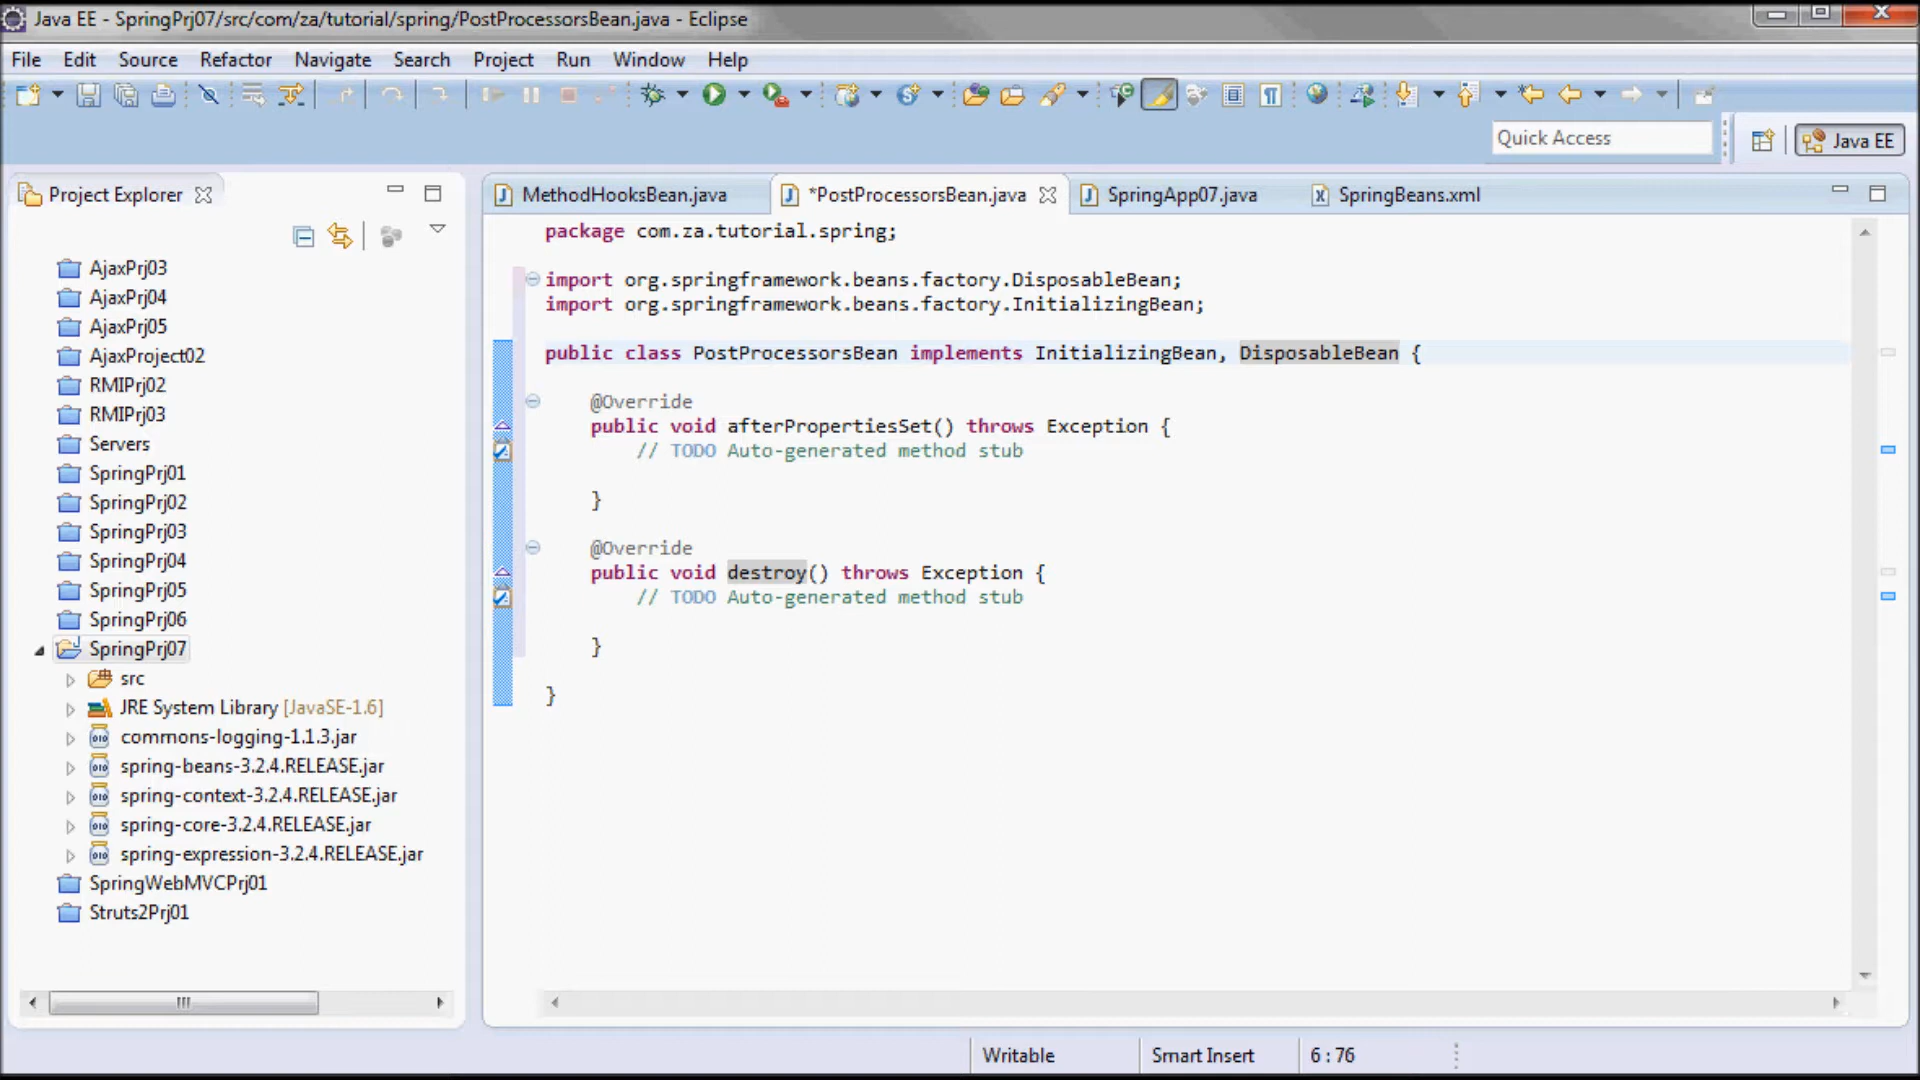 Java EE - SpringPrj07/src/com/za/tutorial/spring/PostProcessorsBean.java - Eclipse
File Edit Source Refactor Navigate Search Project Run Window Help
Quick Access
Java EE
Project Explorer
MethodHooksBean.java
*PostProcessorsBean.java
SpringApp07.java
SpringBeans.xml
AjaxPrj03
AjaxPrj04
AjaxPrj05
AjaxProject02
RMIPrj02
RMIPrj03
Servers
SpringPrj01
SpringPrj02
SpringPrj03
SpringPrj04
SpringPrj05
SpringPrj06
SpringPrj07
src
JRE System Library [JavaSE-1.6]
commons-logging-1.1.3.jar
spring-beans-3.2.4.RELEASE.jar
spring-context-3.2.4.RELEASE.jar
spring-core-3.2.4.RELEASE.jar
spring-expression-3.2.4.RELEASE.jar
SpringWebMVCPrj01
Struts2Prj01
package com.za.tutorial.spring;
import org.springframework.beans.factory.DisposableBean;
import org.springframework.beans.factory.InitializingBean;
public class PostProcessorsBean implements InitializingBean, DisposableBean {
@Override
public void afterPropertiesSet() throws Exception {
// TODO Auto-generated method stub
}
@Override
public void destroy() throws Exception {
// TODO Auto-generated method stub
}
}
Writable
Smart Insert
6 : 76